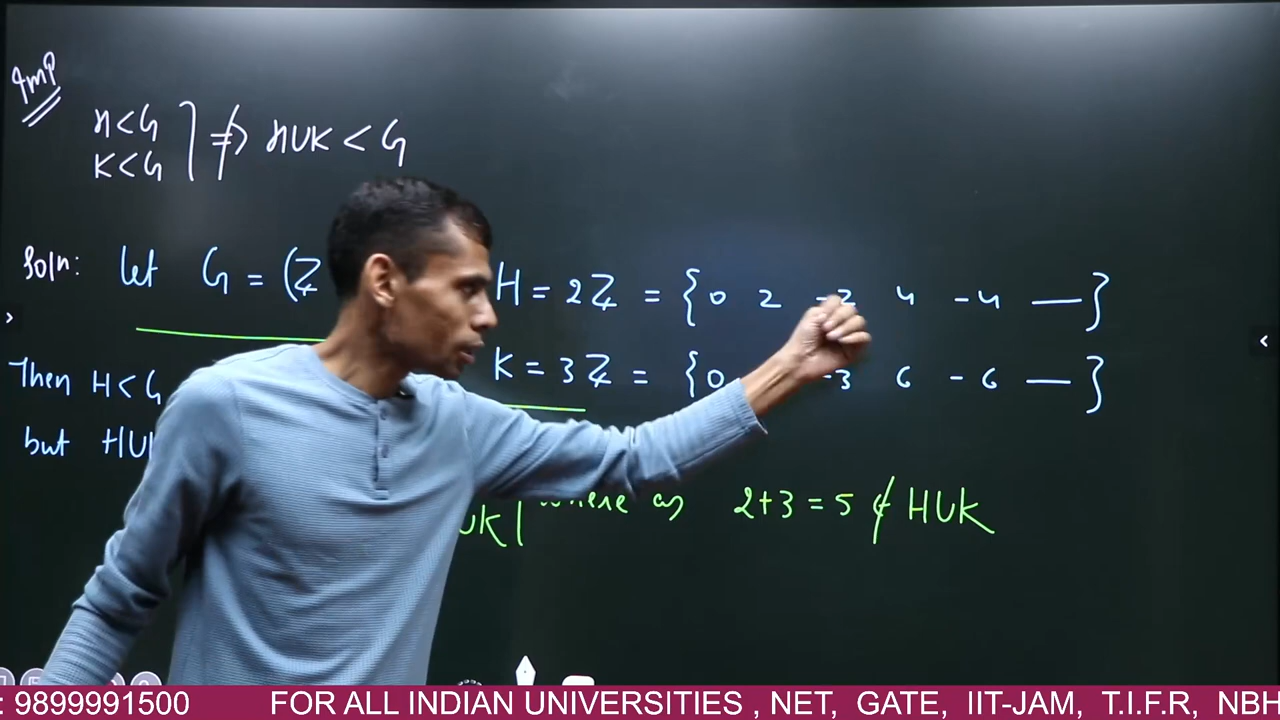 Imp
H<G
K<G ] ⇏ HUK < G
Soln: let G = (Z H = 2Z = {0 2 -2 4 -4 —}
K = 3Z = {0 -3 6 -6 —}
Then H<G
but HU
UK | where as 2+3 = 5 ∉ HUK
: 9899991500 FOR ALL INDIAN UNIVERSITIES , NET, GATE, IIT-JAM, T.I.F.R, NBH